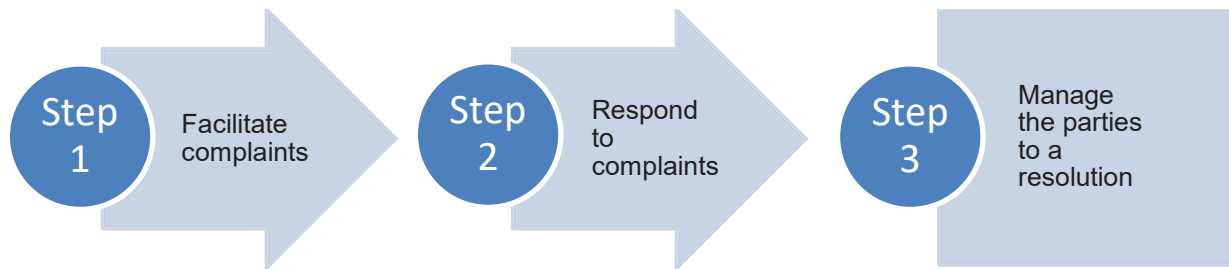 Step
1
Facilitate
complaints
Step
2
Respond
to
complaints
Step
3
Manage
the parties
to a
resolution